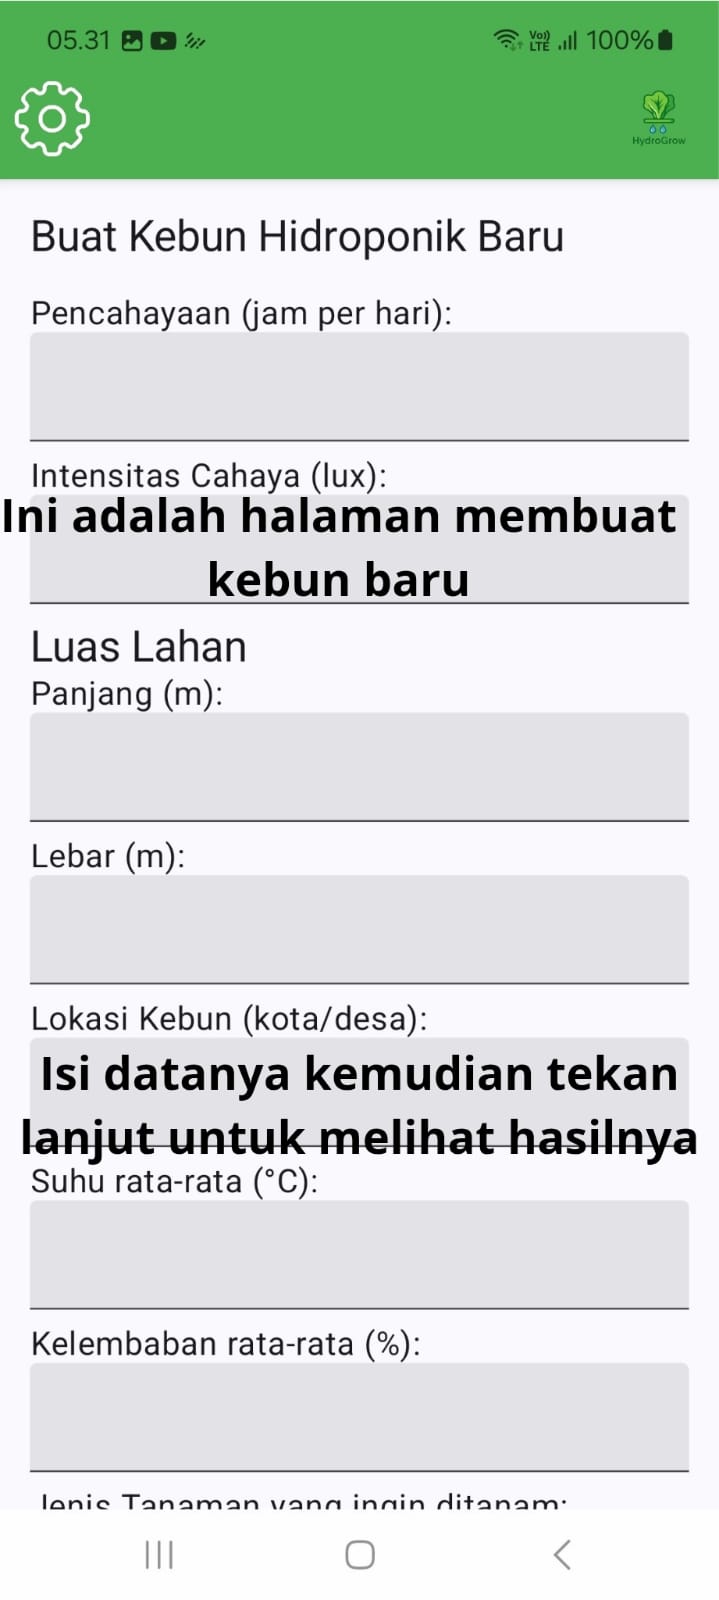 05.31
Vo)) LTE 100%
HydroGrow
Buat Kebun Hidroponik Baru
Pencahayaan (jam per hari):
Intensitas Cahaya (lux):
Ini adalah halaman membuat
kebun baru
Luas Lahan
Panjang (m):
Lebar (m):
Lokasi Kebun (kota/desa):
Isi datanya kemudian tekan
lanjut untuk melihat hasilnya
Suhu rata-rata (°C):
Kelembaban rata-rata (%):
Jenis Tanaman yang ingin ditanam: